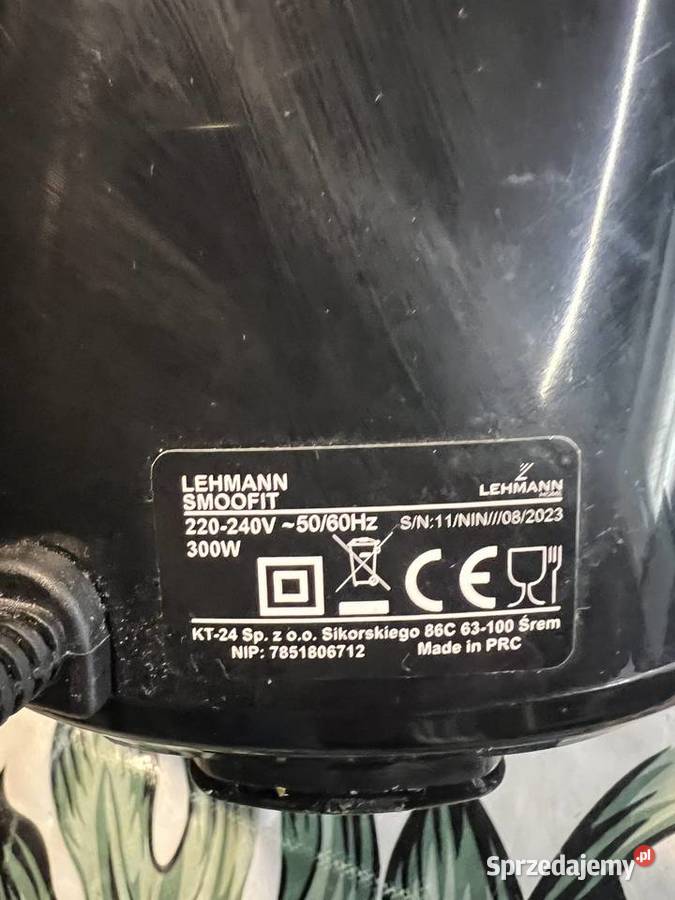 LEHMANN
SMOOFIT
LEHMANN
HOME
220-240V ~50/60Hz
S/N:11/NIN///08/2023
300W
CE
KT-24 Sp. z o.o. Sikorskiego 86C 63-100 Śrem
NIP: 7851806712 Made in PRC
Sprzedajemy.pl